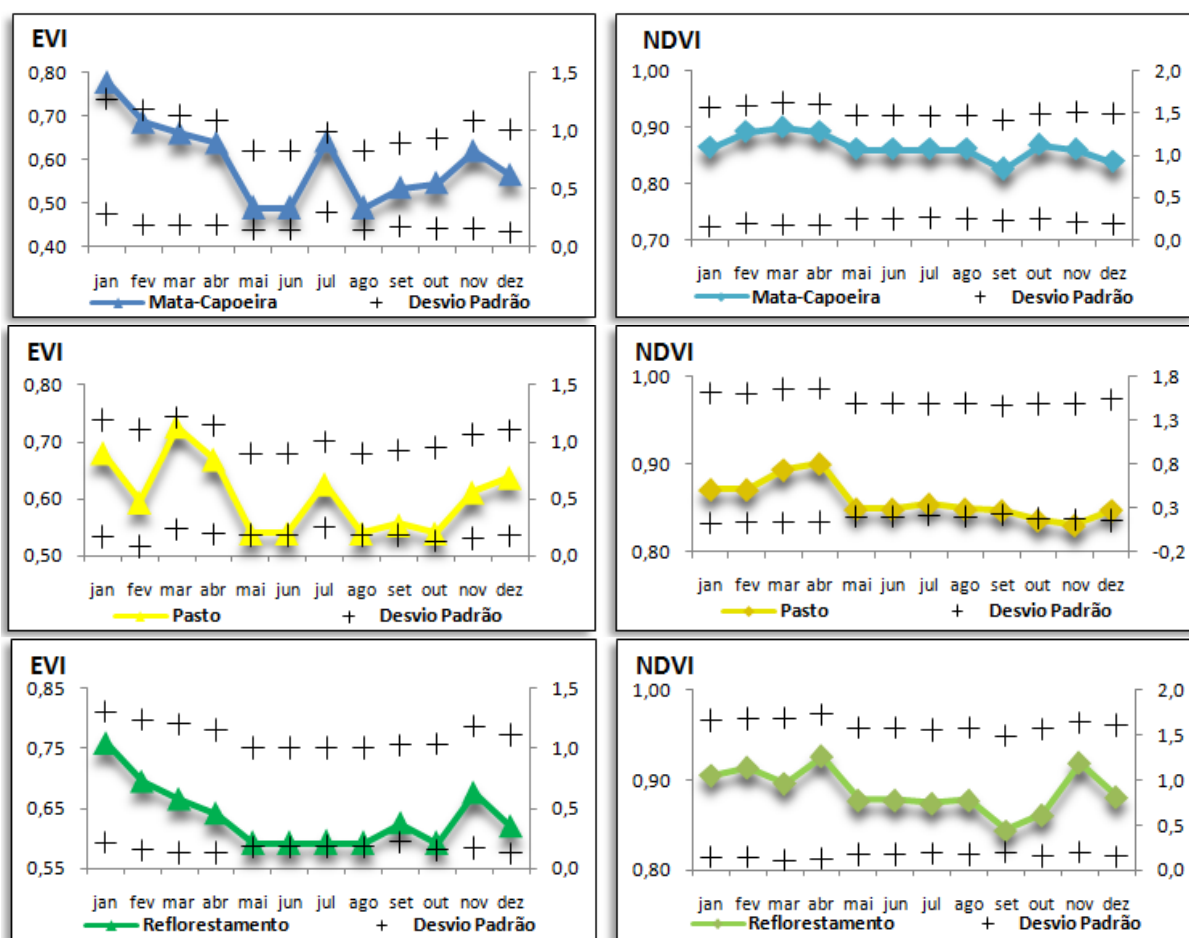 EVI
0,80
0,70
0,60
0,50
0,40
1,5
1,0
0,5
0,0
jan fev mar abr mai jun jul ago set out nov dez
Mata-Capoeira Desvio Padrão
NDVI
1,00
0,90
0,80
0,70
2,0
1,5
1,0
0,5
0,0
jan fev mar abr mai jun jul ago set out nov dez
Mata-Capoeira Desvio Padrão
EVI
0,80
0,70
0,60
0,50
1,5
1,0
0,5
0,0
jan fev mar abr mai jun jul ago set out nov dez
Pasto Desvio Padrão
NDVI
1,00
0,90
0,80
1,8
1,3
0,8
0,3
-0,2
jan fev mar abr mai jun jul ago set out nov dez
Pasto Desvio Padrão
EVI
0,85
0,75
0,65
0,55
1,5
1,0
0,5
0,0
jan fev mar abr mai jun jul ago set out nov dez
Reflorestamento Desvio Padrão
NDVI
1,00
0,90
0,80
2,0
1,5
1,0
0,5
0,0
jan fev mar abr mai jun jul ago set out nov dez
Reflorestamento Desvio Padrão